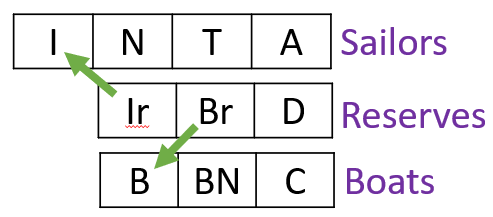 I N T A Sailors
Ir Br D Reserves
B BN C Boats